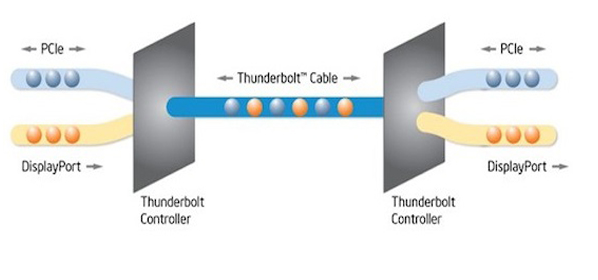 PCIe
Thunderbolt™ Cable
PCIe
DisplayPort
DisplayPort
Thunderbolt
Controller
Thunderbolt
Controller